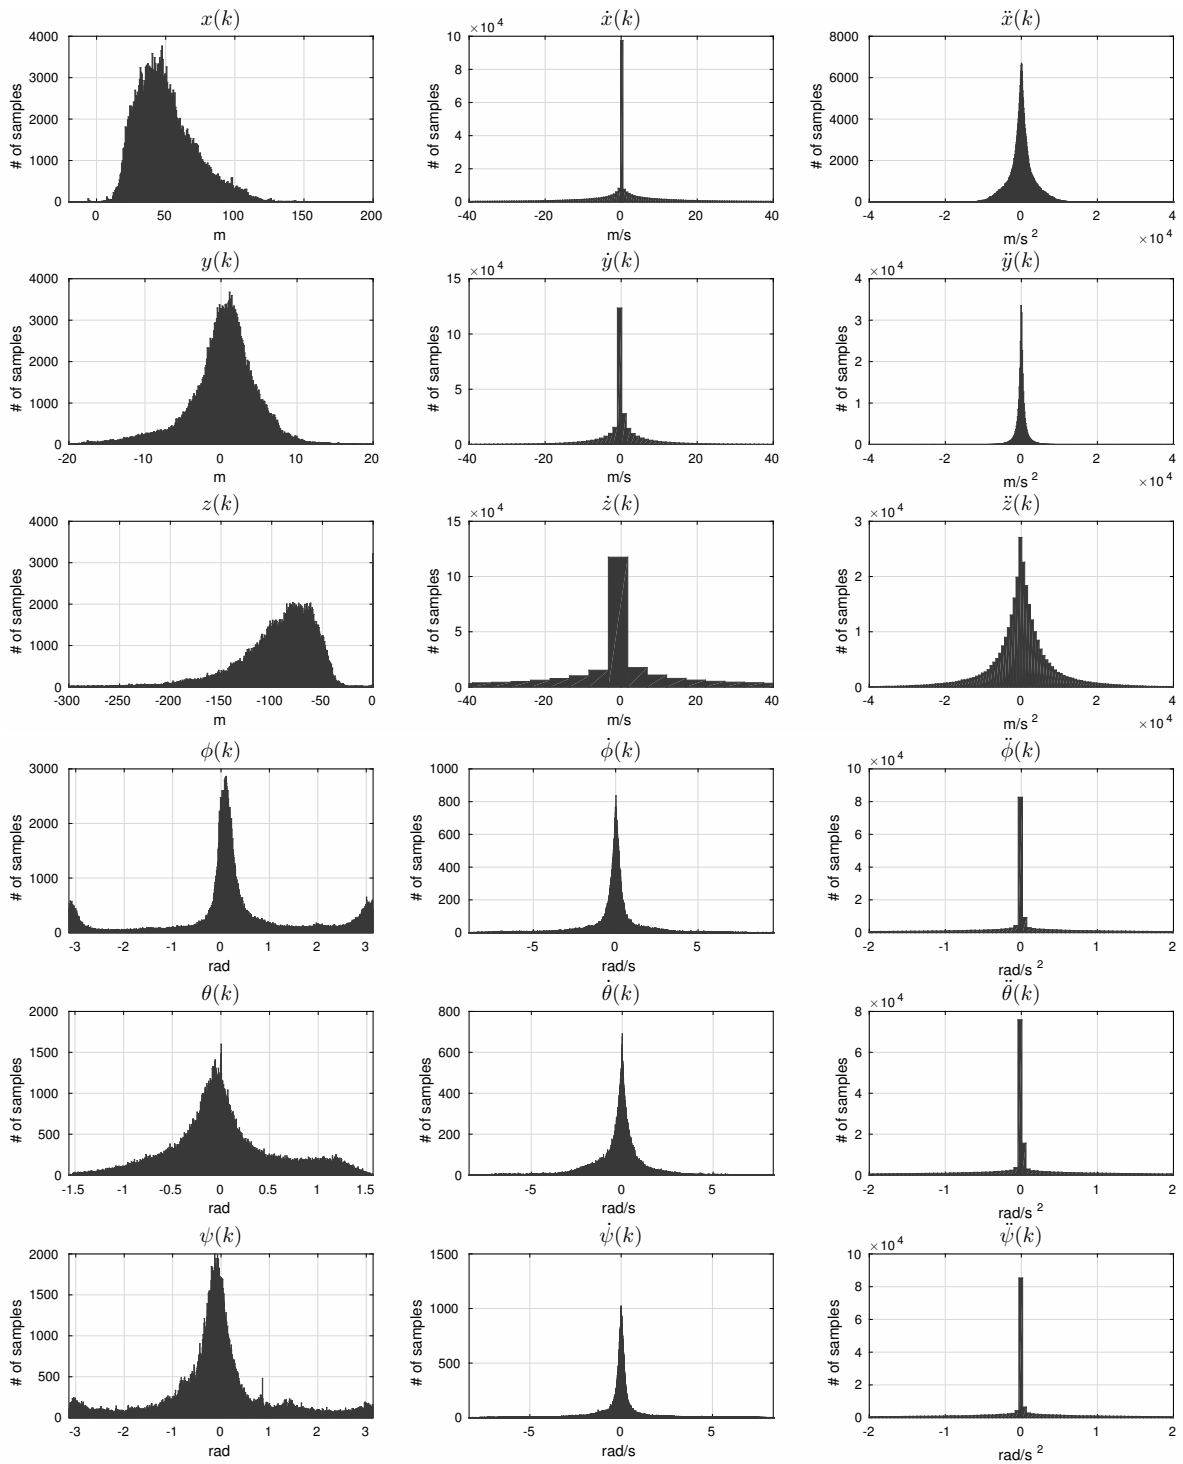 x(k)
# of samples
4000
3000
2000
1000
0
0 50 100 150 200
m
ẋ(k)
×10 4
# of samples
10
8
6
4
2
0
-40 -20 0 20 40
m/s
ẍ(k)
# of samples
8000
6000
4000
2000
0
-4 -2 0 2 4
m/s 2
×10 4
y(k)
# of samples
4000
3000
2000
1000
0
-20 -10 0 10 20
m
ẏ(k)
×10 4
# of samples
15
10
5
0
-40 -20 0 20 40
m/s
ÿ(k)
×10 4
# of samples
4
3
2
1
0
-4 -2 0 2 4
m/s 2
×10 4
z(k)
# of samples
4000
3000
2000
1000
0
-300 -250 -200 -150 -100 -50 0
m
ż(k)
×10 4
# of samples
15
10
5
0
-40 -20 0 20 40
m/s
z̈(k)
×10 4
# of samples
3
2
1
0
-4 -2 0 2 4
m/s 2
×10 4
ϕ(k)
# of samples
3000
2000
1000
0
-3 -2 -1 0 1 2 3
rad
ϕ̇(k)
# of samples
1000
800
600
400
200
0
-5 0 5
rad/s
ϕ̈(k)
×10 4
# of samples
10
8
6
4
2
0
-2 -1 0 1 2
rad/s 2
θ(k)
# of samples
2000
1500
1000
500
0
-1.5 -1 -0.5 0 0.5 1 1.5
rad
θ̇(k)
# of samples
800
600
400
200
0
-5 0 5
rad/s
θ̈(k)
×10 4
# of samples
8
6
4
2
0
-2 -1 0 1 2
rad/s 2
ψ(k)
# of samples
2000
1500
1000
500
0
-3 -2 -1 0 1 2 3
rad
ψ̇(k)
# of samples
1500
1000
500
0
-5 0 5
rad/s
ψ̈(k)
×10 4
# of samples
10
8
6
4
2
0
-2 -1 0 1 2
rad/s 2